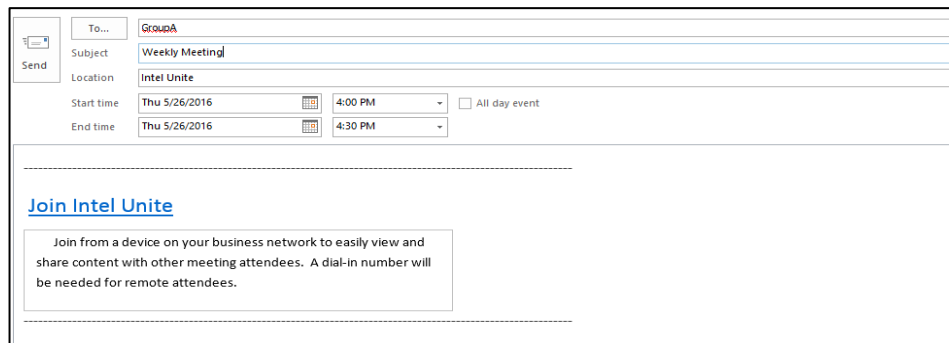 To... GroupA
Subject Weekly Meeting
Send
Location Intel Unite
Start time Thu 5/26/2016 4:00 PM All day event
End time Thu 5/26/2016 4:30 PM
Join Intel Unite
Join from a device on your business network to easily view and
share content with other meeting attendees. A dial-in number will
be needed for remote attendees.